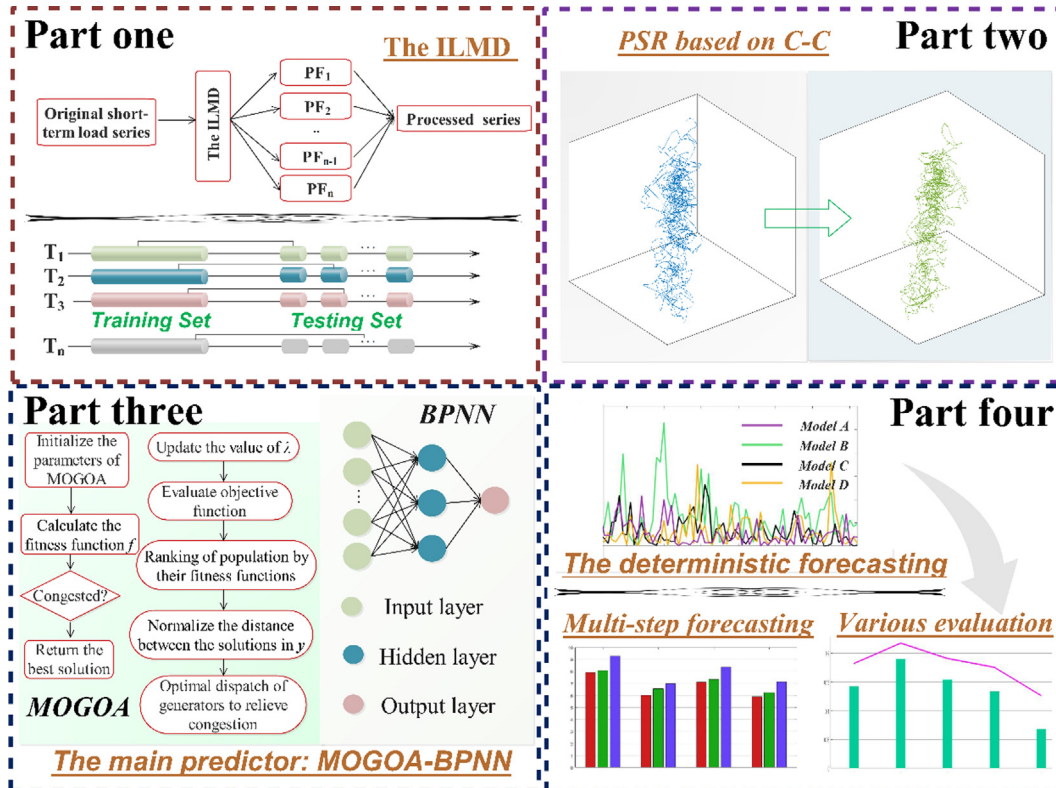 Part one
The ILMD
Original short-
term load series
The ILMD
PF1
PF2
..
PFn-1
PFn
Processed series
T1
T2
T3
Training Set
Testing Set
Tn
...
...
...
...
PSR based on C-C
Part two
Part three
Initialize the
parameters of
MOGOA
Calculate the
fitness function f
Congested?
Return the
best solution
MOGOA
Update the value of λ
Evaluate objective
function
Ranking of population by
their fitness functions
Normalize the distance
between the solutions in y
Optimal dispatch of
generators to relieve
congestion
BPNN
Input layer
Hidden layer
Output layer
The main predictor: MOGOA-BPNN
Part four
Model A
Model B
Model C
Model D
The deterministic forecasting
Multi-step forecasting
Various evaluation